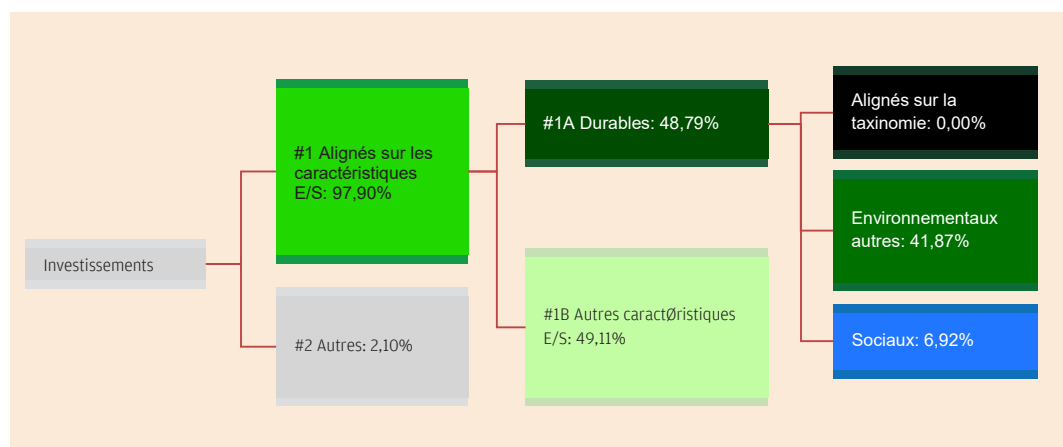 Investissements
#1 Alignés sur les
caractéristiques
E/S: 97,90%
#2 Autres: 2,10%
#1A Durables: 48,79%
#1B Autres caractØristiques
E/S: 49,11%
Alignés sur la
taxinomie: 0,00%
Environnementaux
autres: 41,87%
Sociaux: 6,92%